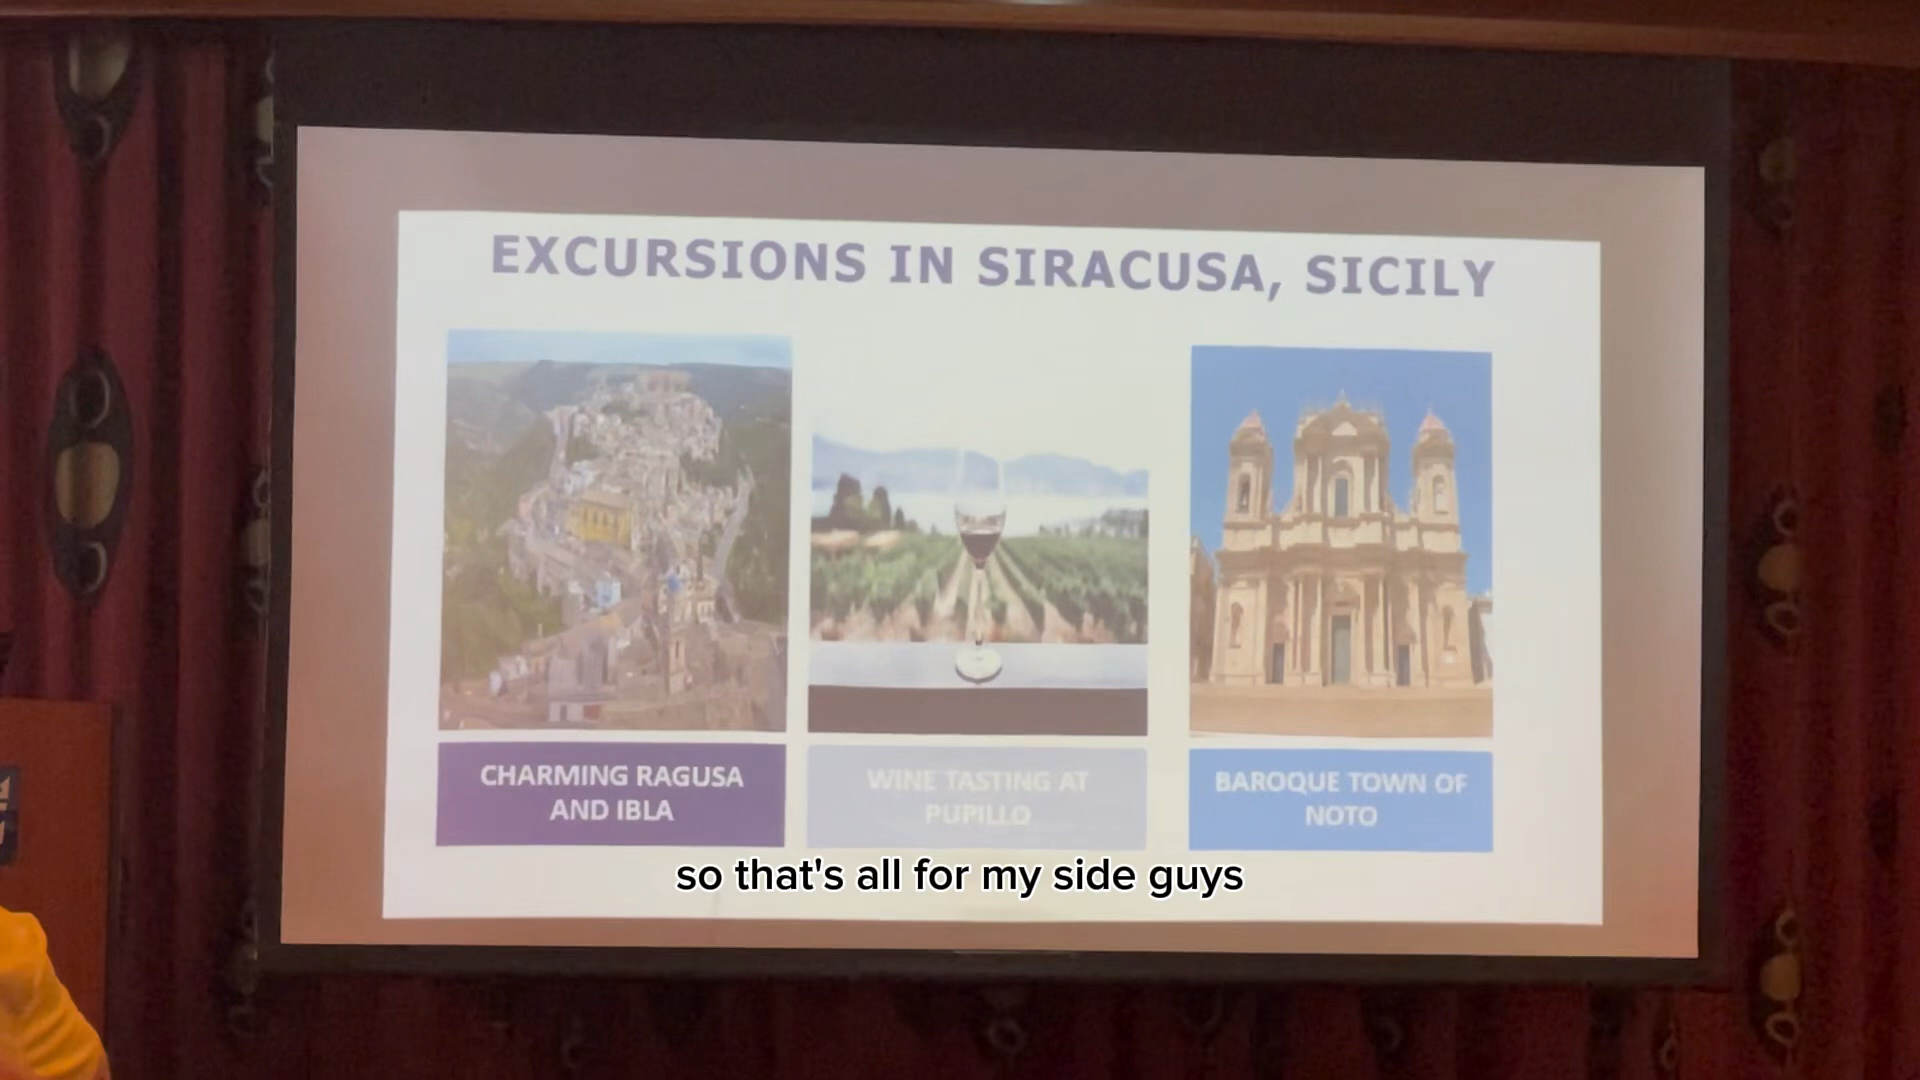 EXCURSIONS IN SIRACUSA, SICILY
CHARMING RAGUSA
AND IBLA
WINE TASTING AT
PUPILLO
BAROQUE TOWN OF
NOTO
so that's all for my side guys